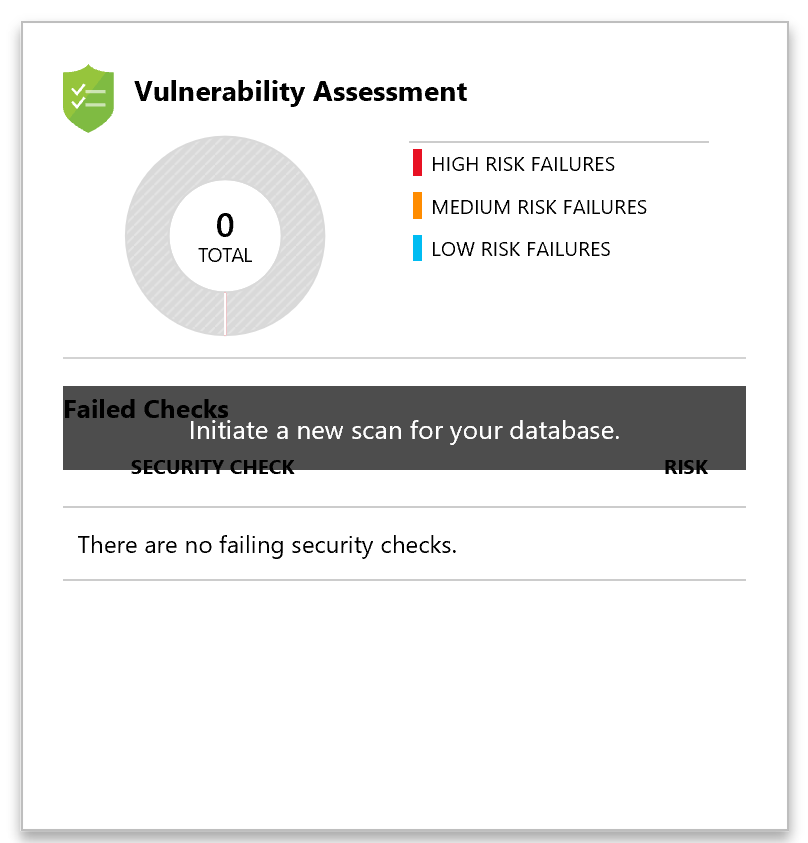 Vulnerability Assessment
0
TOTAL
HIGH RISK FAILURES
MEDIUM RISK FAILURES
LOW RISK FAILURES
Failed Checks
Initiate a new scan for your database.
SECURITY CHECK RISK
There are no failing security checks.